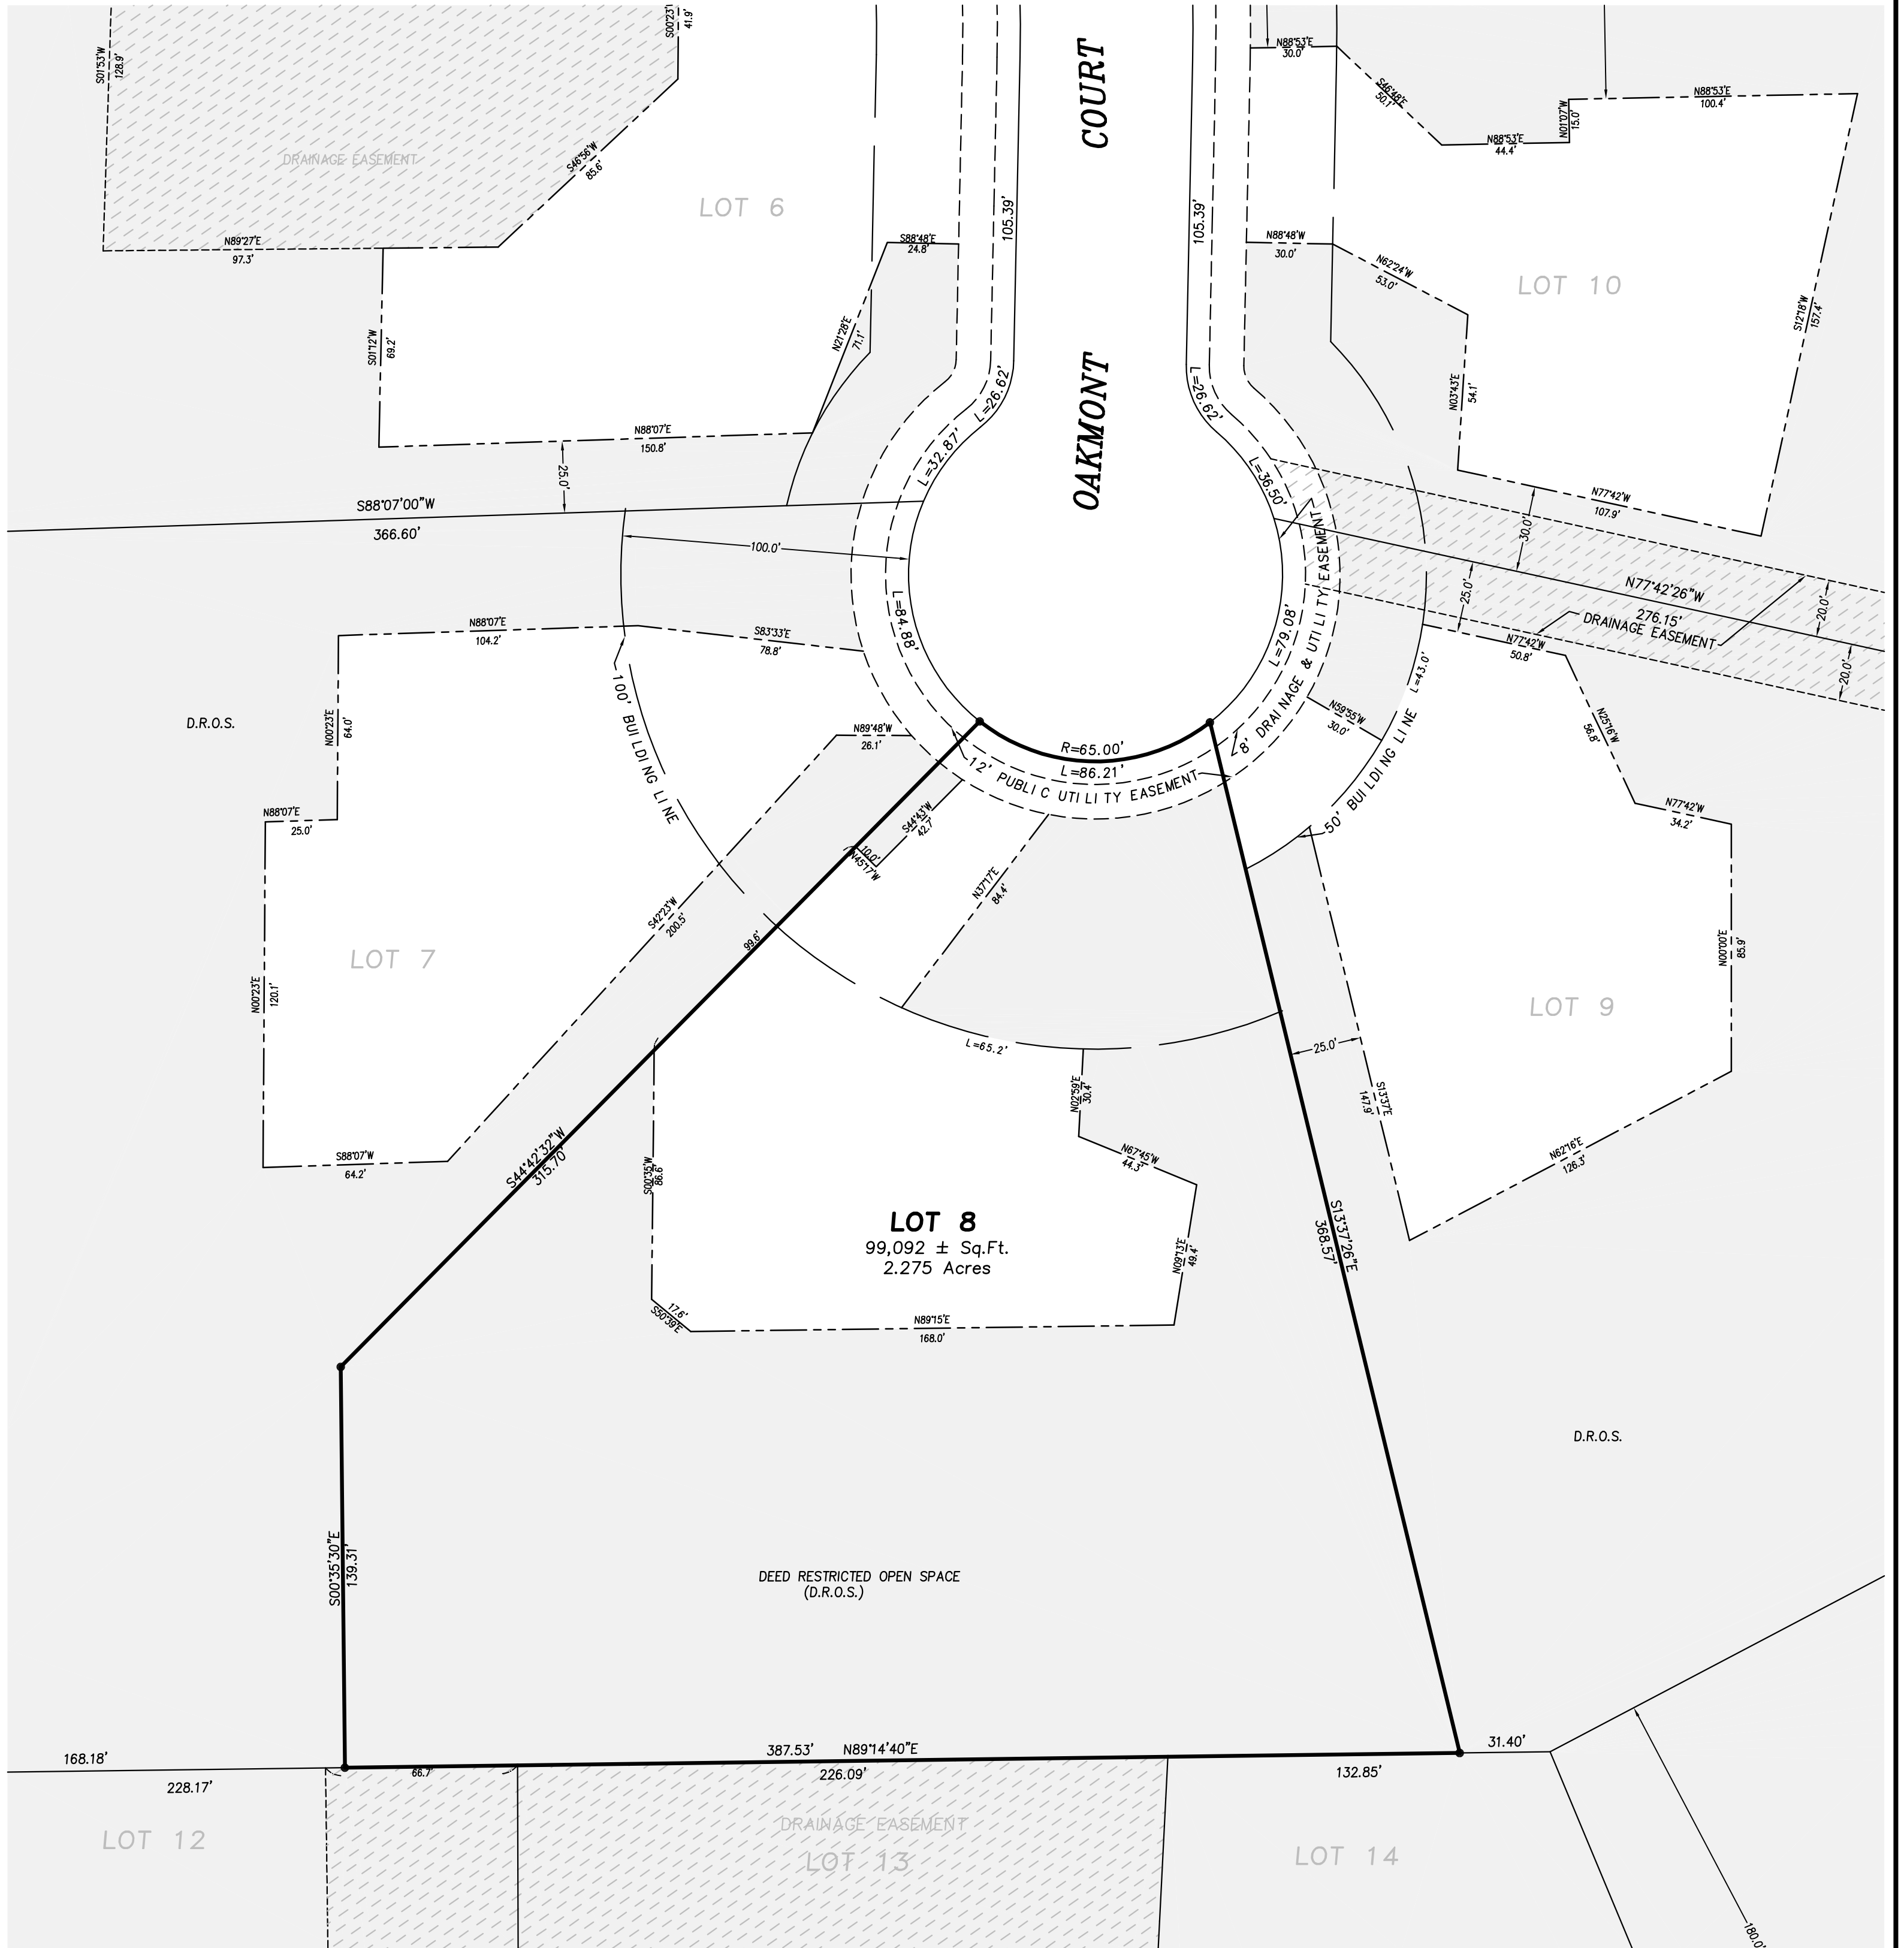 S01°53'W
128.9'
S00°23'
41.9'
DRAINAGE EASEMENT
S46°56'W
85.6'
LOT 6
N89°27'E
97.3'
S01°12'W
69.2'
N88°07'E
150.8'
25.0'
N21°28'E
71.1'
S88°48'E
24.8'
105.39'
L=26.62'
L=32.87'
COURT
OAKMONT
105.39'
L=26.62'
L=36.50'
N88°53'E
30.0'
S46°48'E
50.1'
N88°53'E
44.4'
N01°07'W
15.0'
N88°53'E
100.4'
N88°48'W
30.0'
N62°24'W
53.0'
LOT 10
N03°43'E
54.1'
S12°18'W
157.4'
N77°42'W
107.9'
30.0'
25.0'
N77°42'26"W
276.15'
DRAINAGE EASEMENT
20.0'
20.0'
S88°07'00"W
366.60'
100.0'
L=84.88'
L=79.08'
8' DRAINAGE & UTILITY EASEMENT
N88°07'E
104.2'
S83°33'E
78.8'
D.R.O.S.
N00°23'E
64.0'
100' BUILDING LINE
N89°48'W
26.1'
R=65.00'
L=86.21'
12' PUBLIC UTILITY EASEMENT
N59°55'W
30.0'
L=43.0'
50' BUILDING LINE
N77°42'W
50.8'
N25°16'W
56.8'
N77°42'W
34.2'
N88°07'E
25.0'
S44°43'W
42.7'
10.0'
N45°17'W
N37°17'E
84.4'
S42°23'W
200.5'
99.6'
LOT 7
N00°23'E
120.1'
N00°00'E
85.9'
LOT 9
L=65.2'
25.0'
S13°37'E
147.9'
N02°59'E
30.4'
N67°45'W
44.3'
N62°16'E
126.3'
S88°07'W
64.2'
S44°42'32"W
315.70'
S00°35'W
86.6'
LOT 8
99,092 ± Sq.Ft.
2.275 Acres
N09°13'E
49.4'
S13°37'26"E
368.57'
17.6'
S50°39'E
N89°15'E
168.0'
D.R.O.S.
S00°35'30"E
139.31'
DEED RESTRICTED OPEN SPACE
(D.R.O.S.)
168.18'
228.17'
66.7'
387.53' N89°14'40"E
226.09'
132.85'
31.40'
LOT 12
DRAINAGE EASEMENT
LOT 13
LOT 14
180.0'